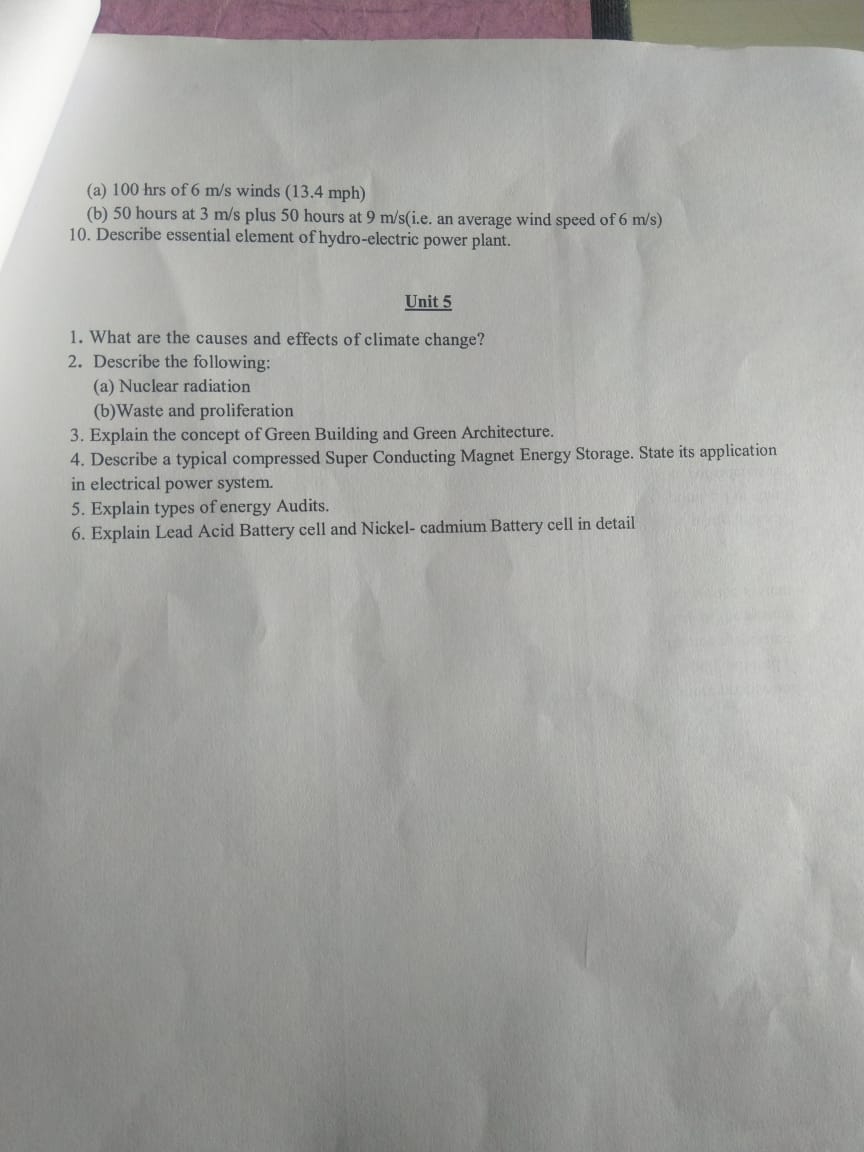 (a) 100 hrs of 6 m/s winds (13.4 mph)
(b) 50 hours at 3 m/s plus 50 hours at 9 m/s(i.e. an average wind speed of 6 m/s)
10. Describe essential element of hydro-electric power plant.
Unit 5
1. What are the causes and effects of climate change?
2. Describe the following:
(a) Nuclear radiation
(b)Waste and proliferation
3. Explain the concept of Green Building and Green Architecture.
4. Describe a typical compressed Super Conducting Magnet Energy Storage. State its application
in electrical power system.
5. Explain types of energy Audits.
6. Explain Lead Acid Battery cell and Nickel- cadmium Battery cell in detail